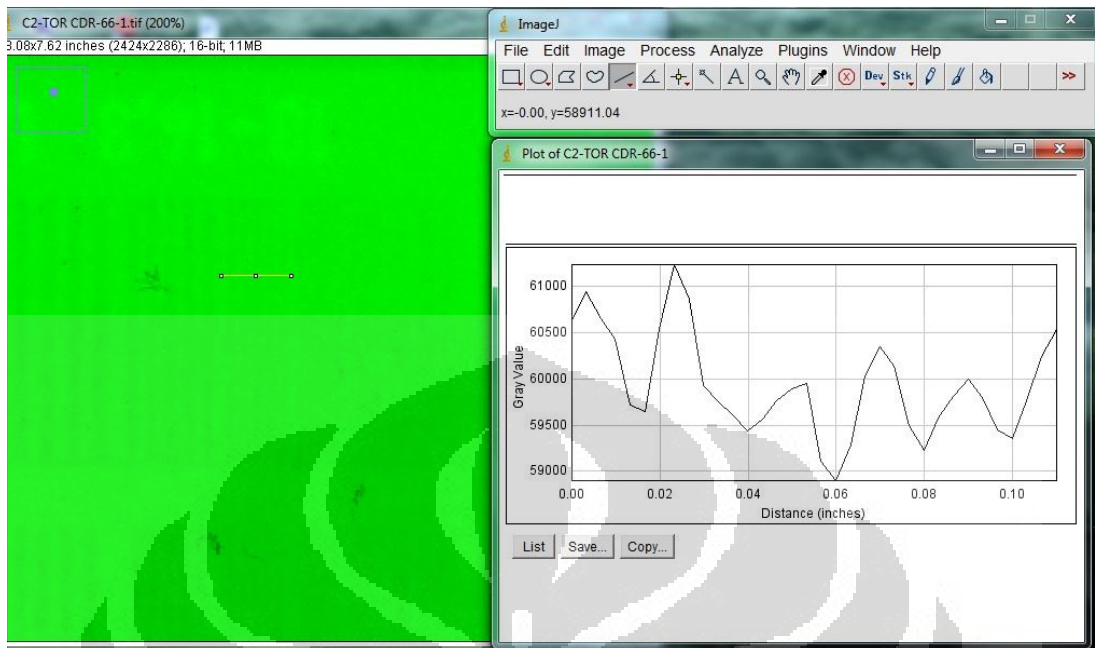 C2-TOR CDR-66-1.tif (200%)
8.08x7.62 inches (2424x2286); 16-bit; 11MB
ImageJ
File Edit Image Process Analyze Plugins Window Help
A Dev Stk >>
x=-0.00, y=58911.04
Plot of C2-TOR CDR-66-1
61000
60500
60000
59500
59000
Gray Value
0.00 0.02 0.04 0.06 0.08 0.10
Distance (inches)
List Save... Copy...